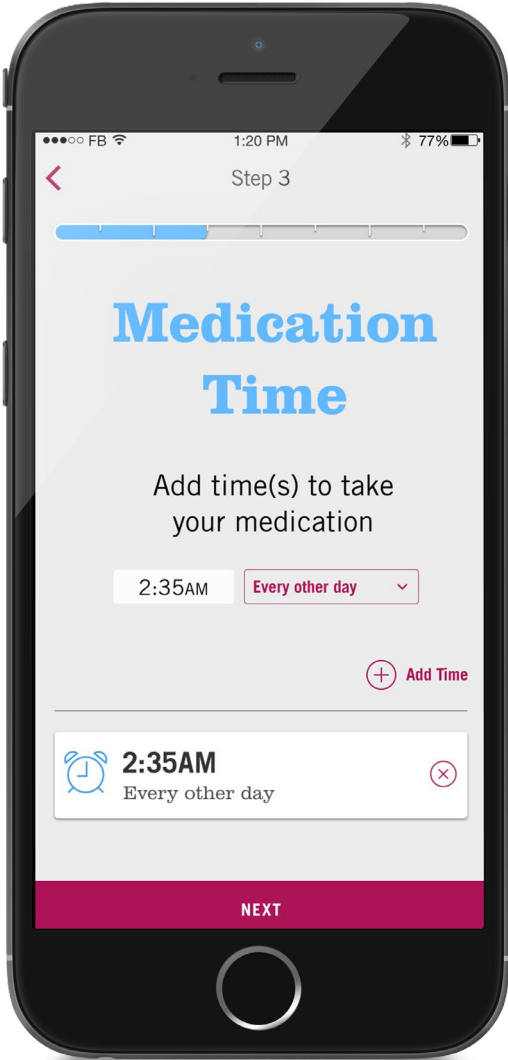 FB 1:20 PM 77%
Step 3
Medication
Time
Add time(s) to take
your medication
2:35AM Every other day
Add Time
2:35AM
Every other day
NEXT